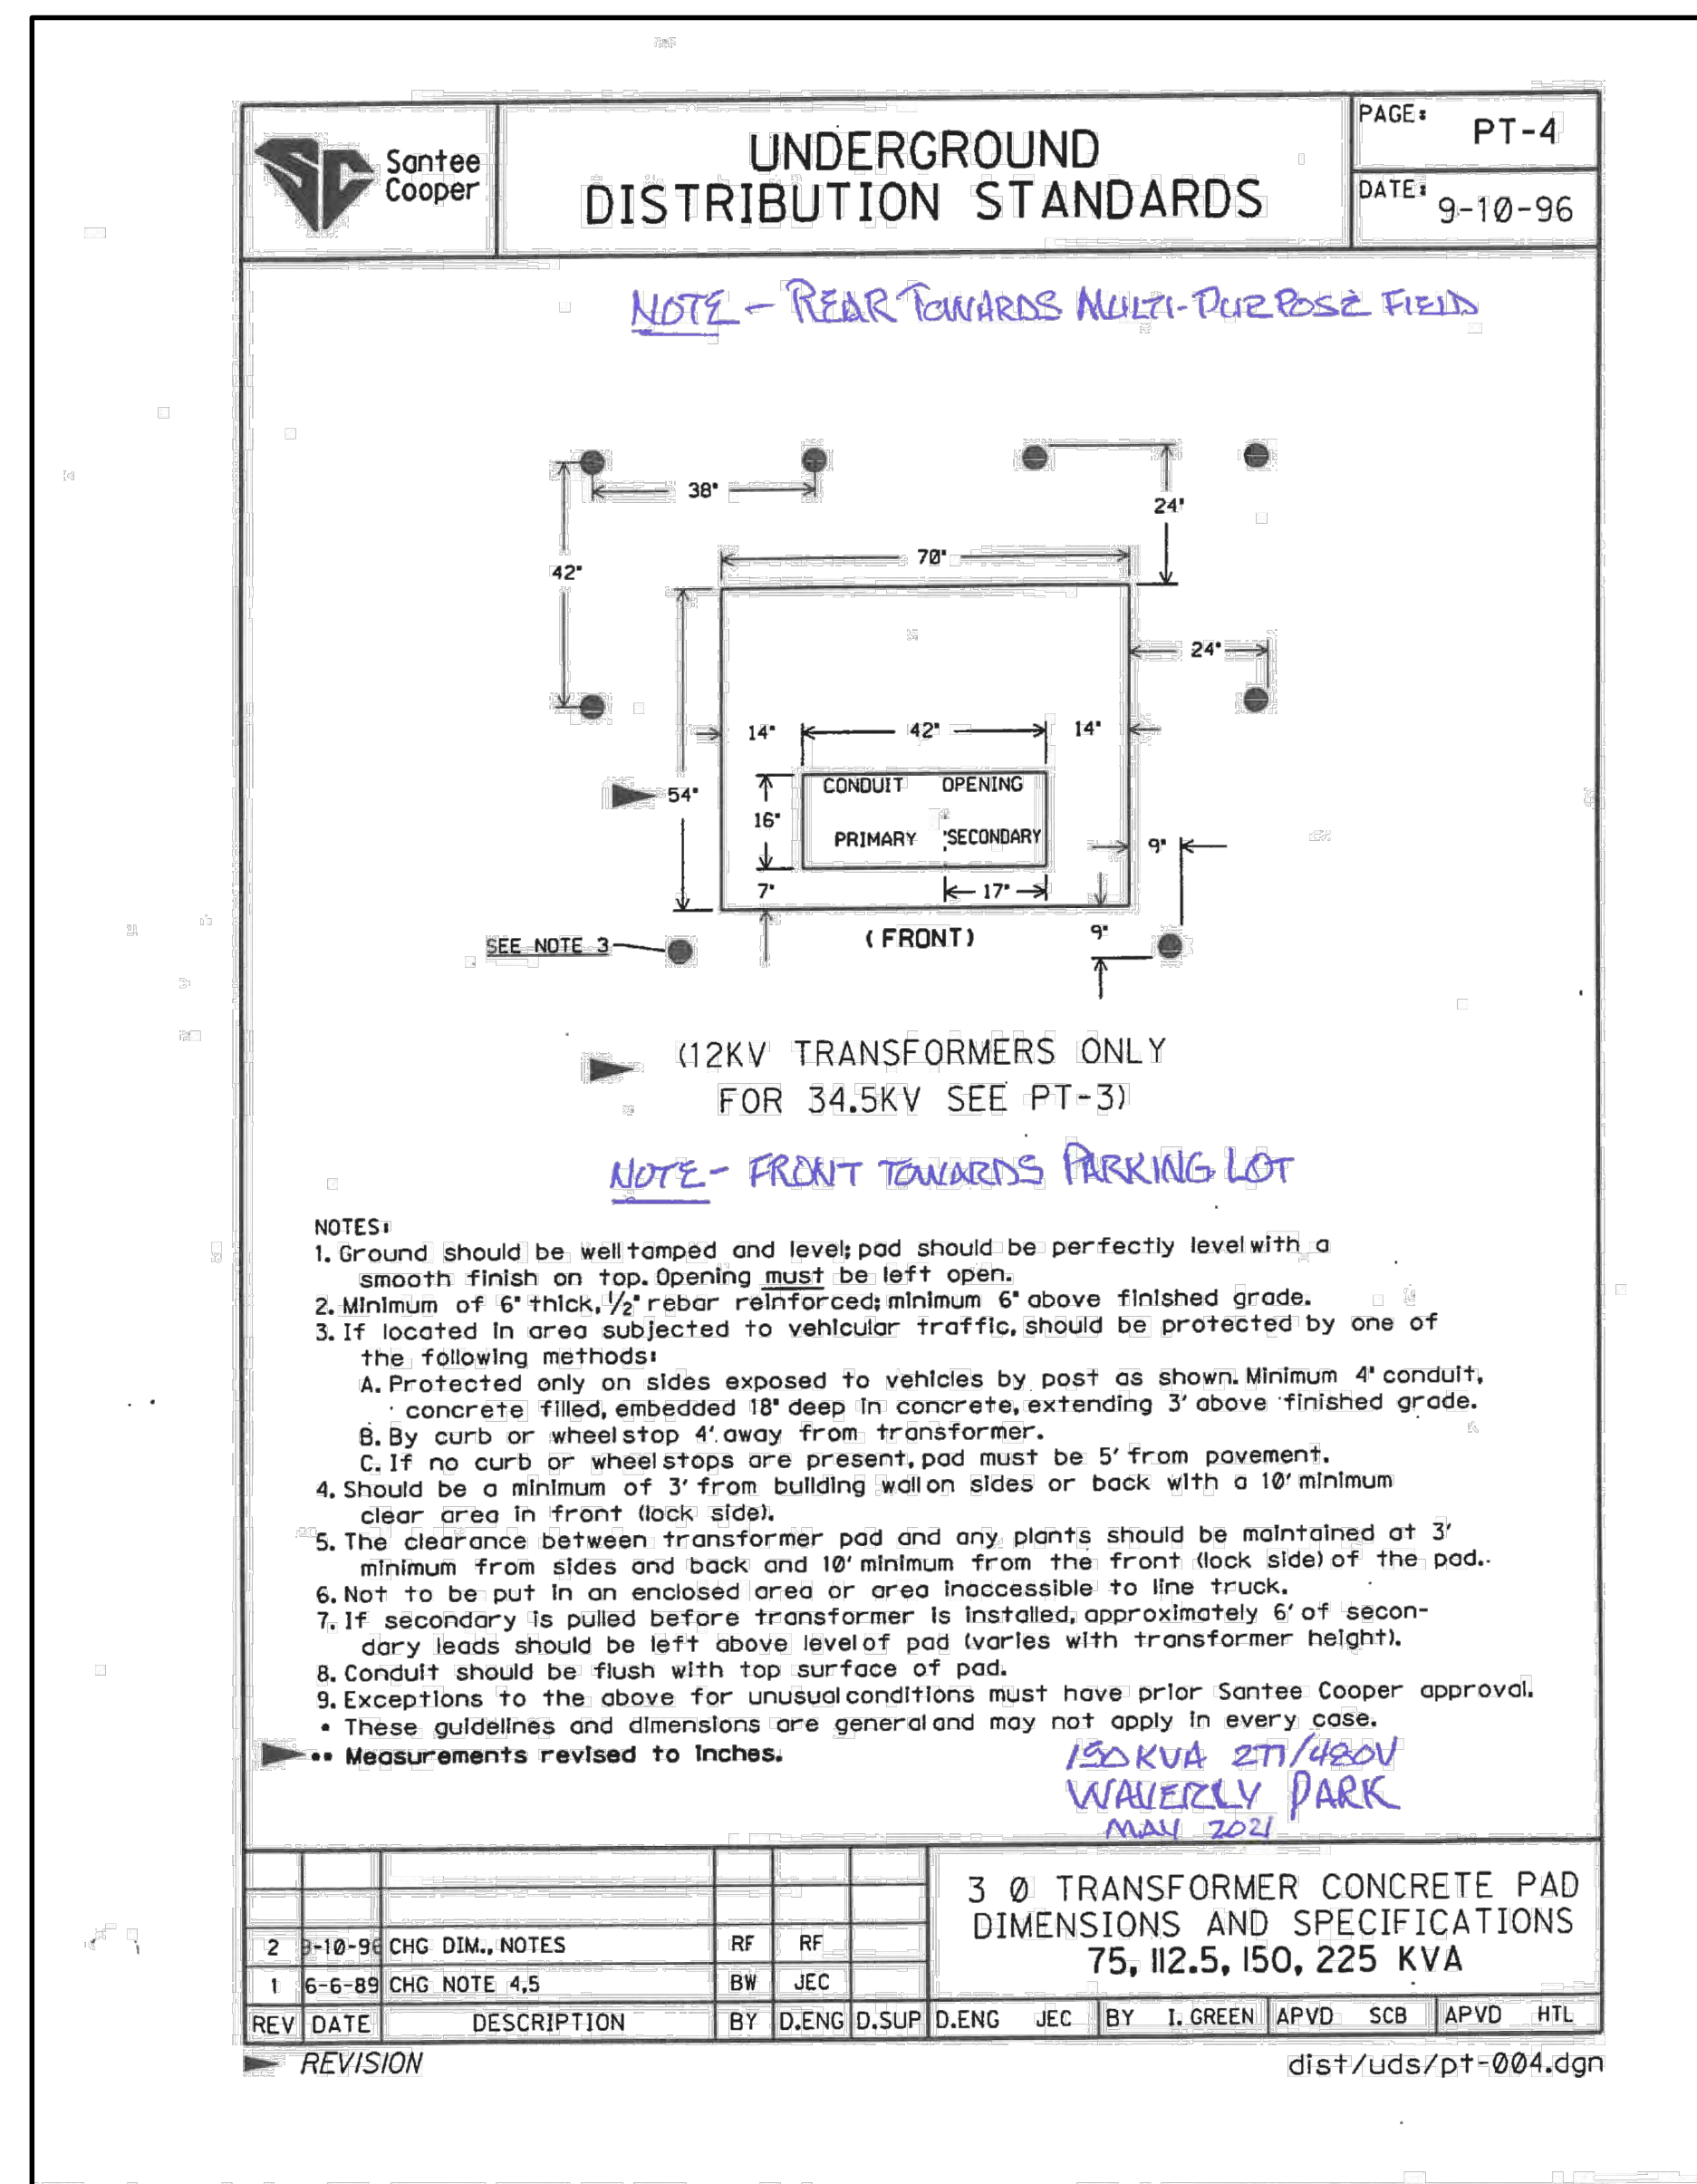 Santee
Cooper
UNDERGROUND
DISTRIBUTION STANDARDS
PAGE: PT-4
DATE: 9-10-96
NOTE - REAR TOWARDS MULTI-PURPOSE FIELD
38"
24"
70"
42"
24"
14" 42" 14"
54"
CONDUIT OPENING
16"
PRIMARY SECONDARY
9"
7" 17"
(FRONT)
9"
SEE NOTE 3
(12KV TRANSFORMERS ONLY
FOR 34.5KV SEE PT-3)
NOTE - FRONT TOWARDS PARKING LOT
NOTES:
1. Ground should be well tamped and level; pad should be perfectly level with a
smooth finish on top. Opening must be left open.
2. Minimum of 6" thick, 1/2" rebar reinforced; minimum 6" above finished grade.
3. If located in area subjected to vehicular traffic, should be protected by one of
the following methods:
A. Protected only on sides exposed to vehicles by post as shown. Minimum 4" conduit,
concrete filled, embedded 18" deep in concrete, extending 3' above finished grade.
B. By curb or wheel stop 4' away from transformer.
C. If no curb or wheel stops are present, pad must be 5' from pavement.
4. Should be a minimum of 3' from building wall on sides or back with a 10' minimum
clear area in front (lock side).
5. The clearance between transformer pad and any plants should be maintained at 3'
minimum from sides and back and 10' minimum from the front (lock side) of the pad.
6. Not to be put in an enclosed area or area inaccessible to line truck.
7. If secondary is pulled before transformer is installed, approximately 6' of secon-
dary leads should be left above level of pad (varies with transformer height).
8. Conduit should be flush with top surface of pad.
9. Exceptions to the above for unusual conditions must have prior Santee Cooper approval.
• These guidelines and dimensions are general and may not apply in every case.
•• Measurements revised to inches.
150 KVA 277/480V
WAVERLY PARK
MAY 2021
3 Ø TRANSFORMER CONCRETE PAD
DIMENSIONS AND SPECIFICATIONS
75, 112.5, 150, 225 KVA
2 9-10-96 CHG DIM., NOTES RF RF
1 6-6-89 CHG NOTE 4,5 BW JEC
REV DATE DESCRIPTION BY D.ENG D.SUP D.ENG JEC BY I. GREEN APVD SCB APVD HTL
REVISION
dist/uds/pt-004.dgn